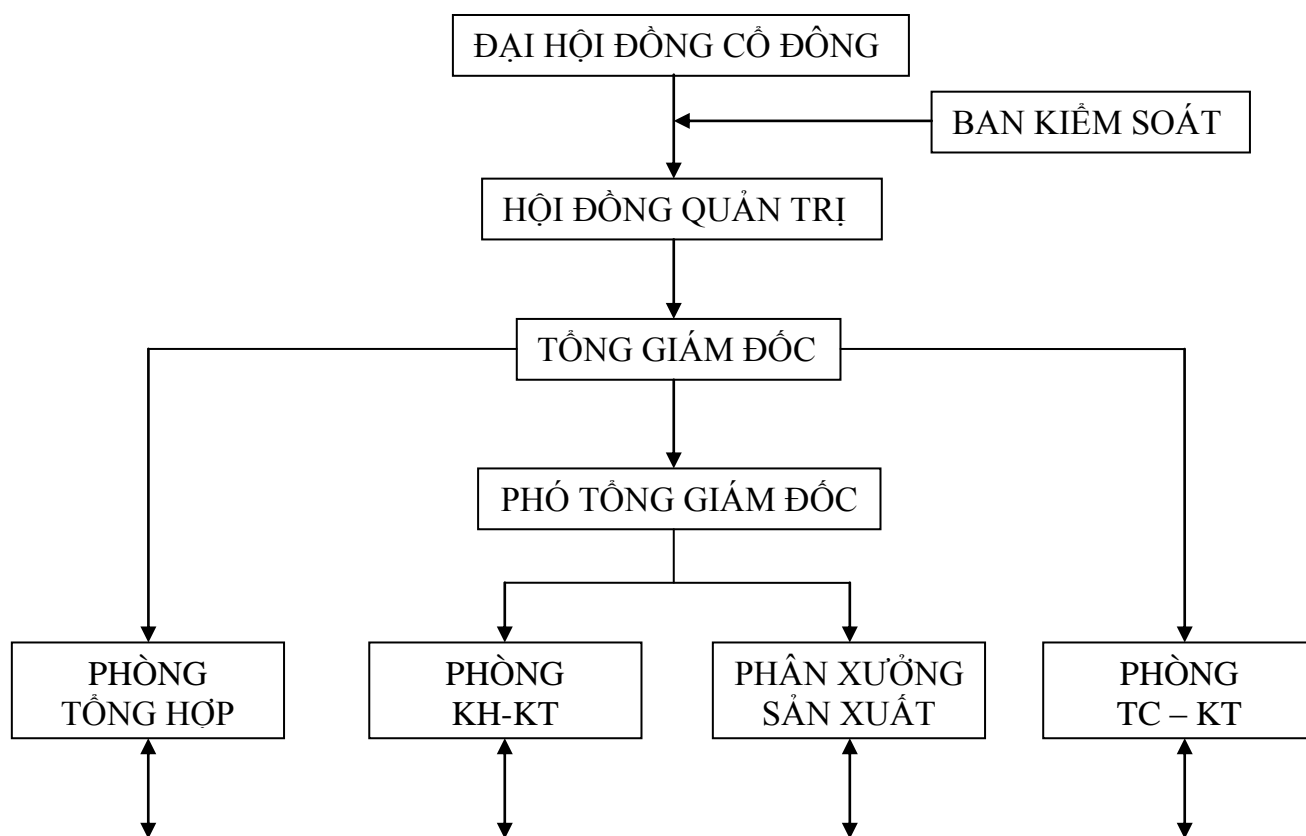 ĐẠI HỘI ĐỒNG CỔ ĐÔNG
BAN KIỂM SOÁT
HỘI ĐỒNG QUẢN TRỊ
TỔNG GIÁM ĐỐC
PHÓ TỔNG GIÁM ĐỐC
PHÒNG
TỔNG HỢP
PHÒNG
KH-KT
PHÂN XƯỞNG
SẢN XUẤT
PHÒNG
TC – KT